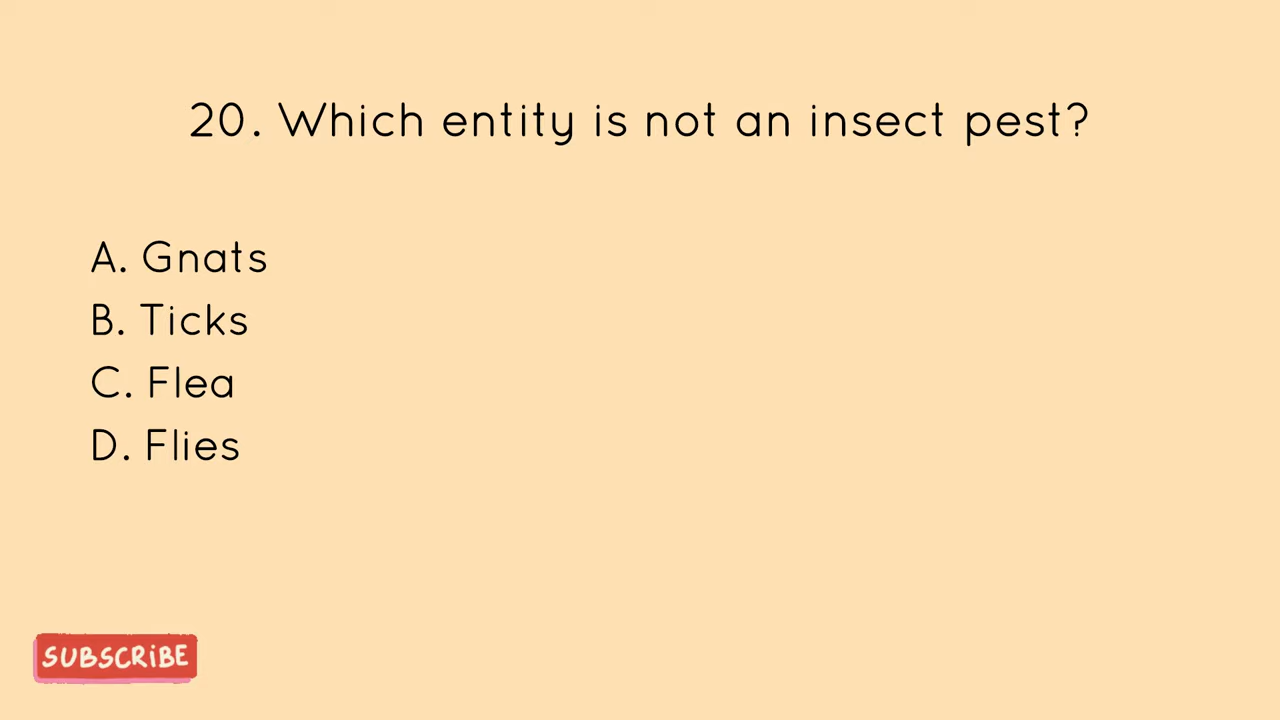 20. Which entity is not an insect pest?
A. Gnats
B. Ticks
C. Flea
D. Flies
SUBSCRiBE